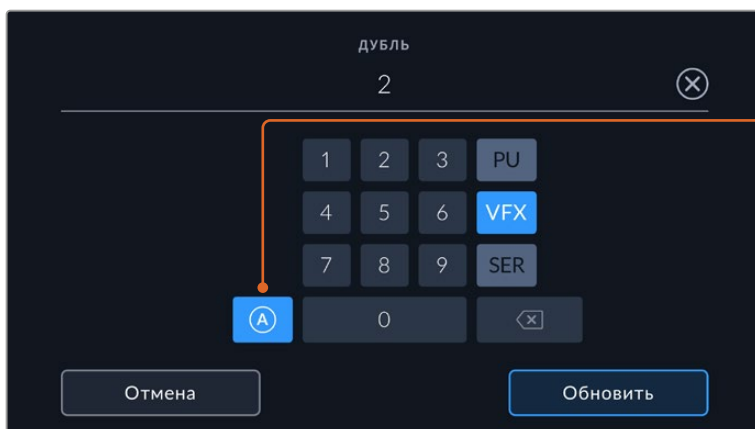 ДУБЛЬ
2
1 2 3 PU
4 5 6 VFX
7 8 9 SER
A 0
Отмена Обновить